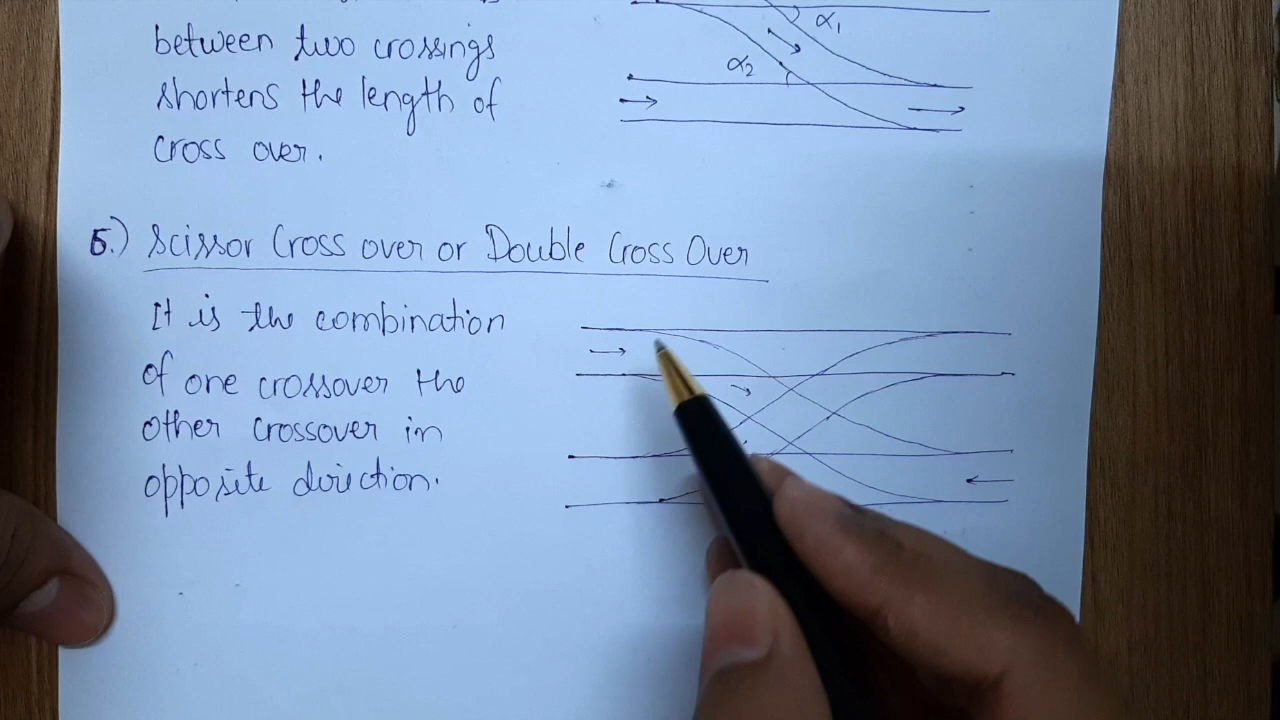 between two crossings
shortens the length of
cross over.
α1
α2
5.) Scissor Cross over or Double Cross Over
It is the combination
of one crossover the
other crossover in
opposite direction.